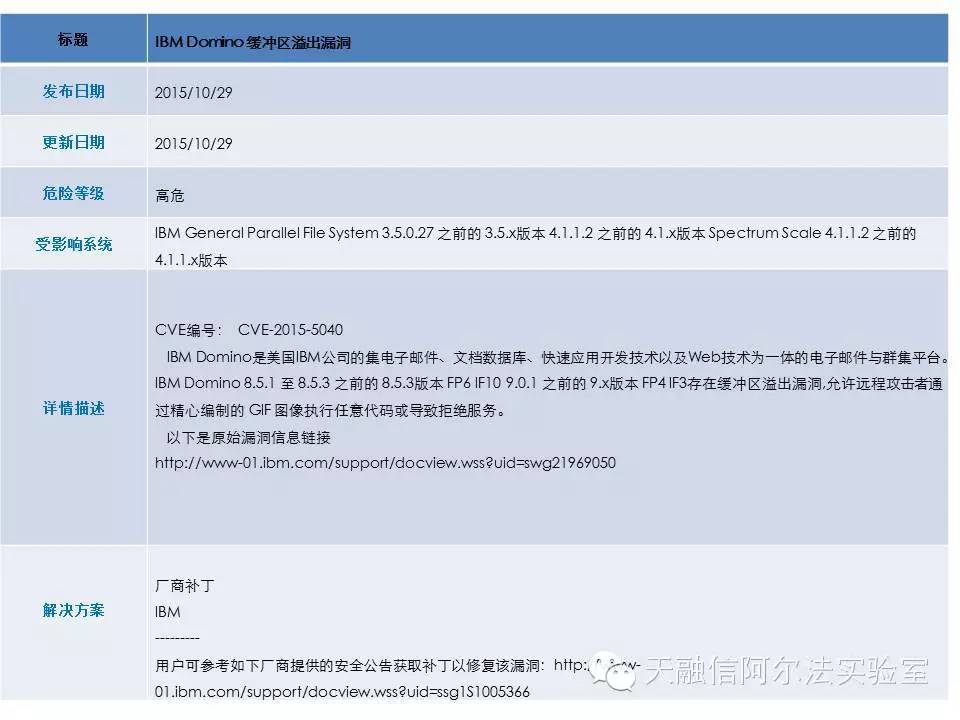 标题
IBM Domino 缓冲区溢出漏洞
发布日期
2015/10/29
更新日期
2015/10/29
危险等级
高危
受影响系统
IBM General Parallel File System 3.5.0.27 之前的 3.5.x版本 4.1.1.2 之前的 4.1.x版本 Spectrum Scale 4.1.1.2 之前的
4.1.1.x版本
详情描述
CVE编号： CVE-2015-5040
IBM Domino是美国IBM公司的集电子邮件、文档数据库、快速应用开发技术以及Web技术为一体的电子邮件与群集平台。
IBM Domino 8.5.1 至 8.5.3 之前的 8.5.3版本 FP6 IF10 9.0.1 之前的 9.x版本 FP4 IF3存在缓冲区溢出漏洞,允许远程攻击者通
过精心编制的 GIF 图像执行任意代码或导致拒绝服务。
以下是原始漏洞信息链接
http://www-01.ibm.com/support/docview.wss?uid=swg21969050
解决方案
厂商补丁
IBM
---------
用户可参考如下厂商提供的安全公告获取补丁以修复该漏洞：http:
01.ibm.com/support/docview.wss?uid=ssg1S1005366
天融信阿尔法实验室